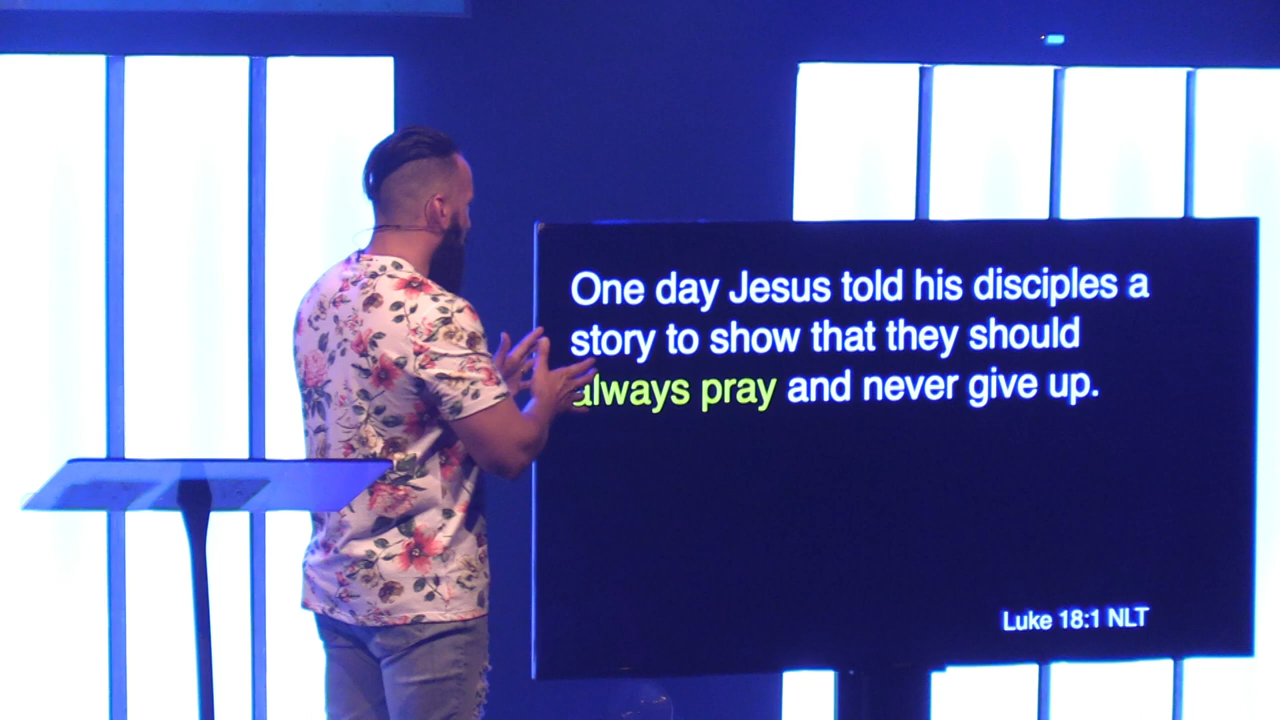 One day Jesus told his disciples a
story to show that they should
always pray and never give up.
Luke 18:1 NLT